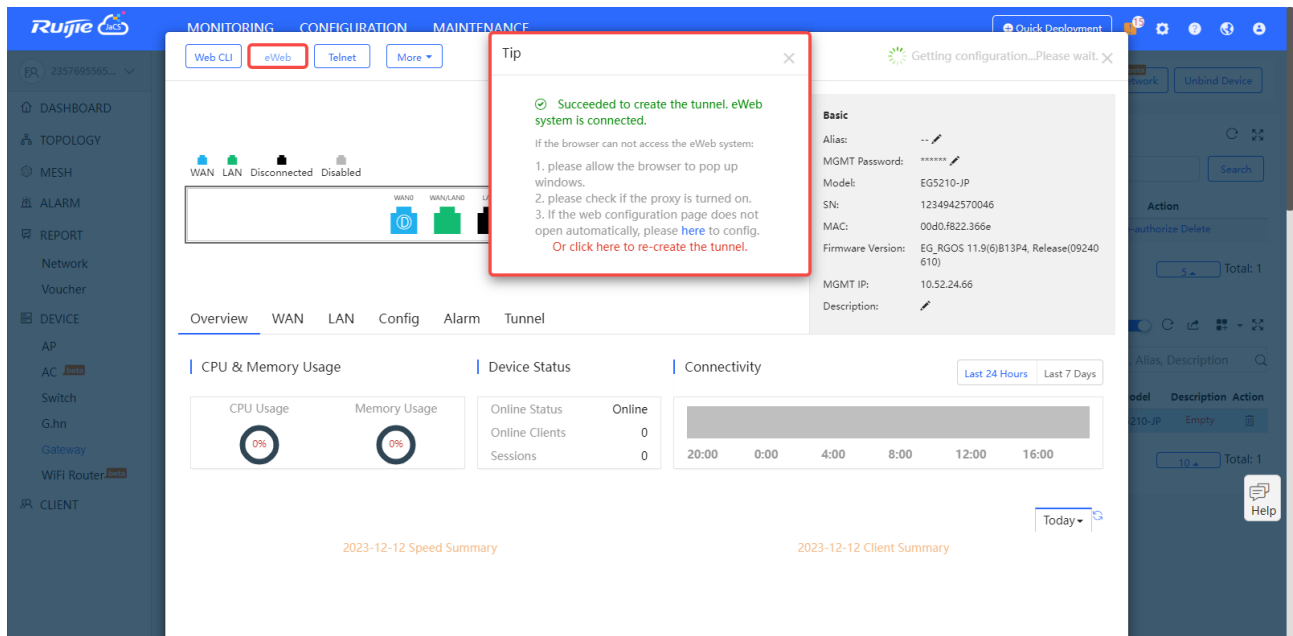 Ruijie JaCS
MONITORING CONFIGURATION MAINTENANCE
Quick Deployment
15
2357695565...
DASHBOARD
TOPOLOGY
MESH
ALARM
REPORT
Network
Voucher
DEVICE
AP
AC beta
Switch
G.hn
Gateway
WiFi Router beta
CLIENT
Web CLI eWeb Telnet More
Getting configuration...Please wait.
Tip
Succeeded to create the tunnel. eWeb
system is connected.
If the browser can not access the eWeb system:
1. please allow the browser to pop up
windows.
2. please check if the proxy is turned on.
3. If the web configuration page does not
open automatically, please here to config.
Or click here to re-create the tunnel.
WAN LAN Disconnected Disabled
WAN0 WAN/LAN0
Basic
Alias: --
MGMT Password: ******
Model: EG5210-JP
SN: 1234942570046
MAC: 00d0.f822.366e
Firmware Version: EG_RGOS 11.9(6)B13P4, Release(09240
610)
MGMT IP: 10.52.24.66
Description:
Overview WAN LAN Config Alarm Tunnel
CPU & Memory Usage
CPU Usage Memory Usage
0% 0%
Device Status
Online Status Online
Online Clients 0
Sessions 0
Connectivity
Last 24 Hours Last 7 Days
20:00 0:00 4:00 8:00 12:00 16:00
Today
2023-12-12 Speed Summary 2023-12-12 Client Summary
Unbind Device
Search
Action
-authorize Delete
5 Total: 1
Alias, Description
Description Action
210-JP Empty
10 Total: 1
Help